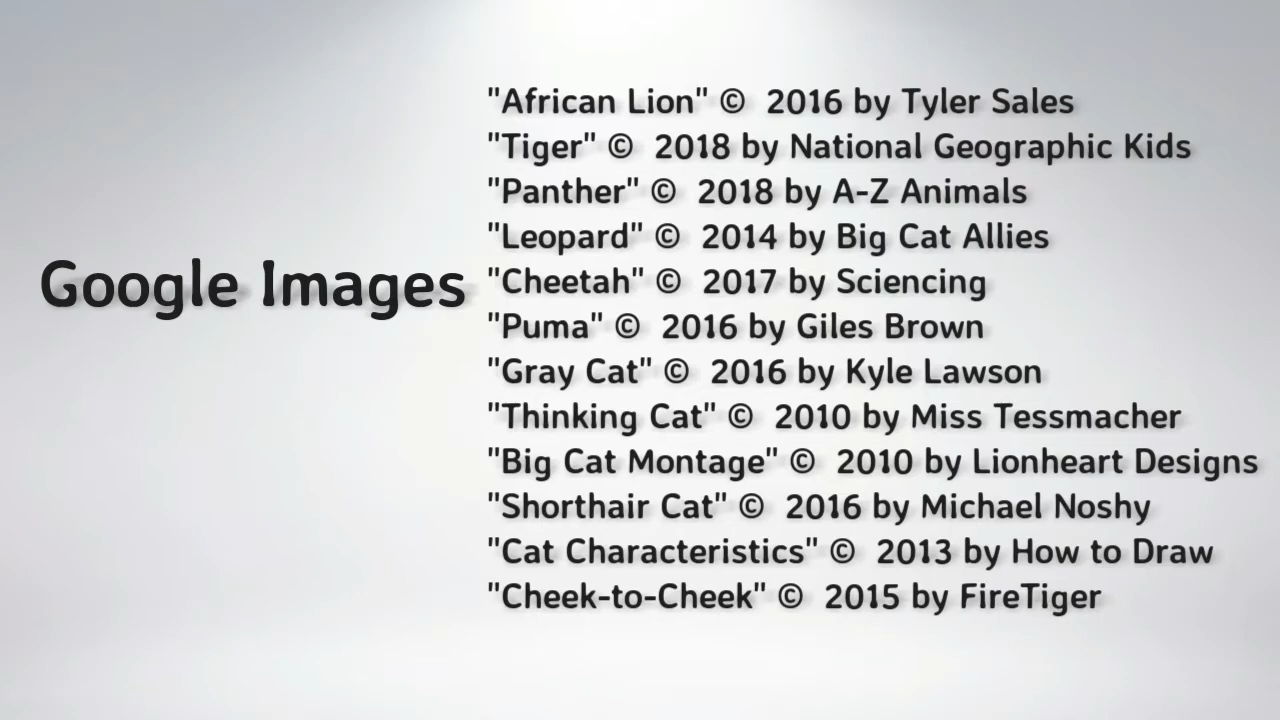 Google Images
"African Lion" © 2016 by Tyler Sales
"Tiger" © 2018 by National Geographic Kids
"Panther" © 2018 by A-Z Animals
"Leopard" © 2014 by Big Cat Allies
"Cheetah" © 2017 by Sciencing
"Puma" © 2016 by Giles Brown
"Gray Cat" © 2016 by Kyle Lawson
"Thinking Cat" © 2010 by Miss Tessmacher
"Big Cat Montage" © 2010 by Lionheart Designs
"Shorthair Cat" © 2016 by Michael Noshy
"Cat Characteristics" © 2013 by How to Draw
"Cheek-to-Cheek" © 2015 by FireTiger